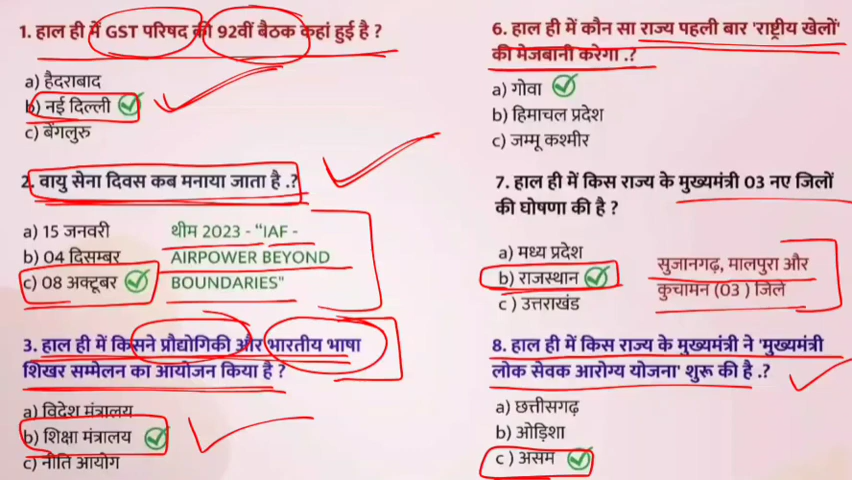 1. हाल ही में GST परिषद की 92वीं बैठक कहां हुई है ?
a) हैदराबाद
b) नई दिल्ली
c) बेंगलुरु
2. वायु सेना दिवस कब मनाया जाता है .?
a) 15 जनवरी
b) 04 दिसम्बर
c) 08 अक्टूबर
थीम 2023 - "IAF -
AIRPOWER BEYOND
BOUNDARIES"
3. हाल ही में किसने प्रौद्योगिकी और भारतीय भाषा
शिखर सम्मेलन का आयोजन किया है ?
a) विदेश मंत्रालय
b) शिक्षा मंत्रालय
c) नीति आयोग
6. हाल ही में कौन सा राज्य पहली बार 'राष्ट्रीय खेलों'
की मेजबानी करेगा .?
a) गोवा
b) हिमाचल प्रदेश
c) जम्मू कश्मीर
7. हाल ही में किस राज्य के मुख्यमंत्री 03 नए जिलों
की घोषणा की है ?
a) मध्य प्रदेश
b) राजस्थान
c ) उत्तराखंड
सुजानगढ़, मालपुरा और
कुचामन (03 ) जिले
8. हाल ही में किस राज्य के मुख्यमंत्री ने 'मुख्यमंत्री
लोक सेवक आरोग्य योजना' शुरू की है .?
a) छत्तीसगढ़
b) ओड़िशा
c ) असम